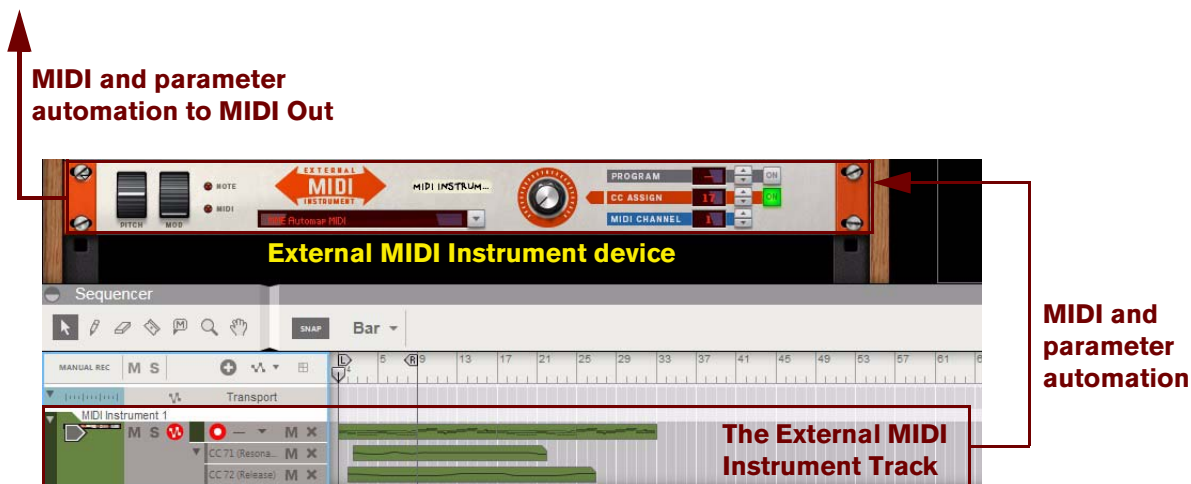 MIDI and parameter
automation to MIDI Out
EXTERNAL
MIDI
INSTRUMENT
NOTE
MIDI
PITCH
MOD
MIDI INSTRUM...
Automap MIDI
PROGRAM
ON
CC ASSIGN
17
ON
MIDI CHANNEL
1
External MIDI Instrument device
Sequencer
M
SNAP
Bar
MIDI and
parameter
automation
MANUAL REC
M S
L
R
5 9 13 17 21 25 29 33 37 41 45 49 53 57 61
Transport
MIDI Instrument 1
M S
M
The External MIDI
Instrument Track
CC 71 (Resona...
M
CC 72 (Release)
M